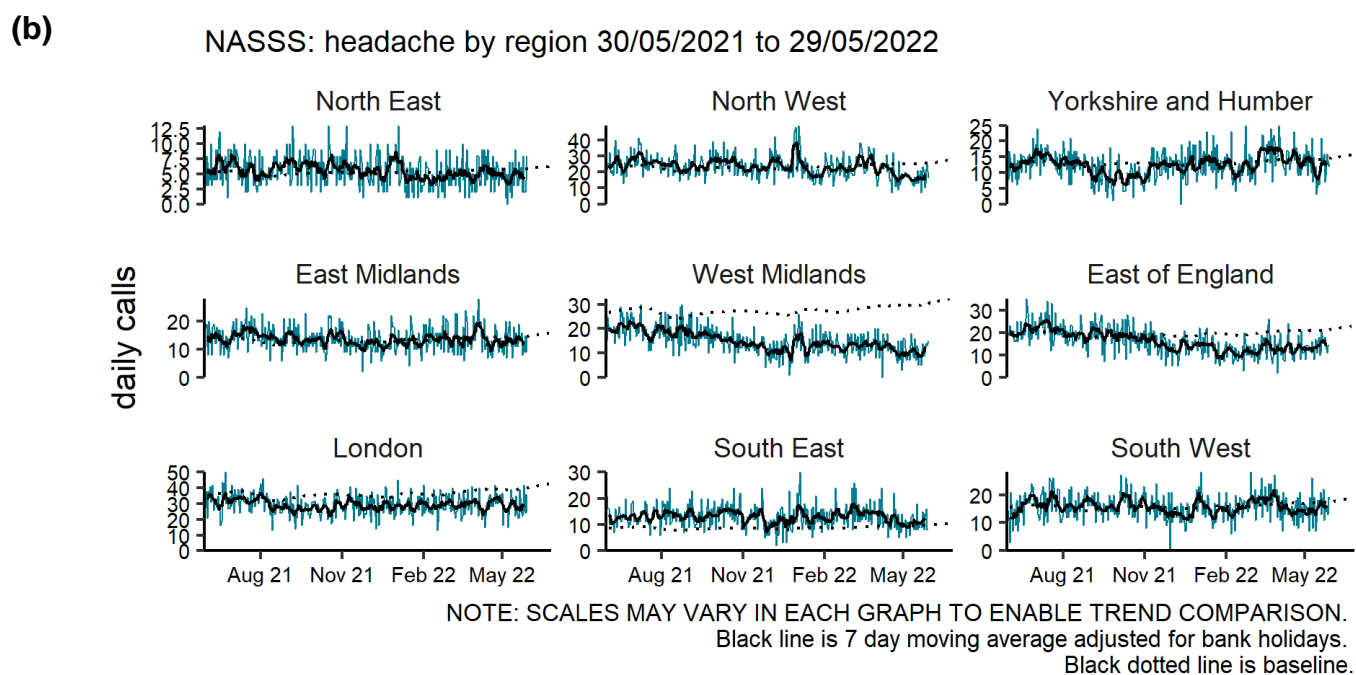 (b)
NASSS: headache by region 30/05/2021 to 29/05/2022
North East
North West
Yorkshire and Humber
12.5
10.0
7.5
5.0
2.5
0.0
40
30
20
10
0
25
20
15
10
5
0
daily calls
East Midlands
West Midlands
East of England
20
10
0
30
20
10
0
30
20
10
0
London
South East
South West
50
40
30
20
10
0
30
20
10
0
20
10
0
Aug 21 Nov 21 Feb 22 May 22
Aug 21 Nov 21 Feb 22 May 22
Aug 21 Nov 21 Feb 22 May 22
NOTE: SCALES MAY VARY IN EACH GRAPH TO ENABLE TREND COMPARISON.
Black line is 7 day moving average adjusted for bank holidays.
Black dotted line is baseline.